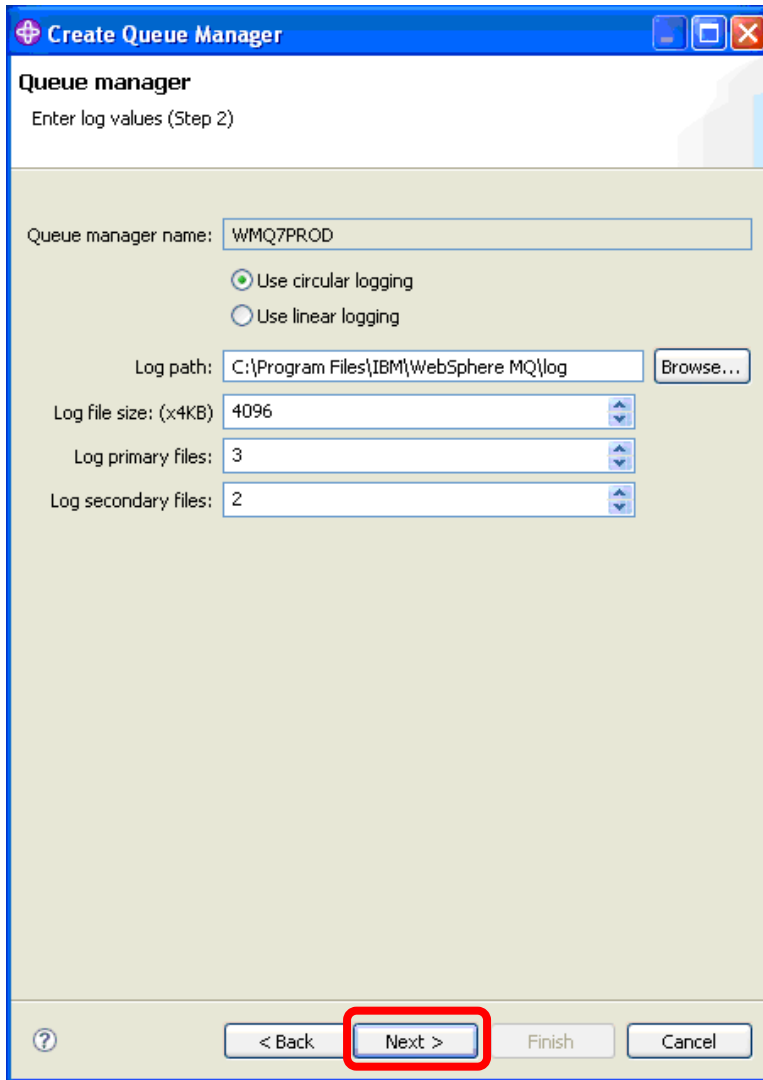 Create Queue Manager
Queue manager
Enter log values (Step 2)
Queue manager name: WMQ7PROD
Use circular logging
Use linear logging
Log path: C:\Program Files\IBM\WebSphere MQ\log Browse...
Log file size: (x4KB) 4096
Log primary files: 3
Log secondary files: 2
? < Back Next > Finish Cancel